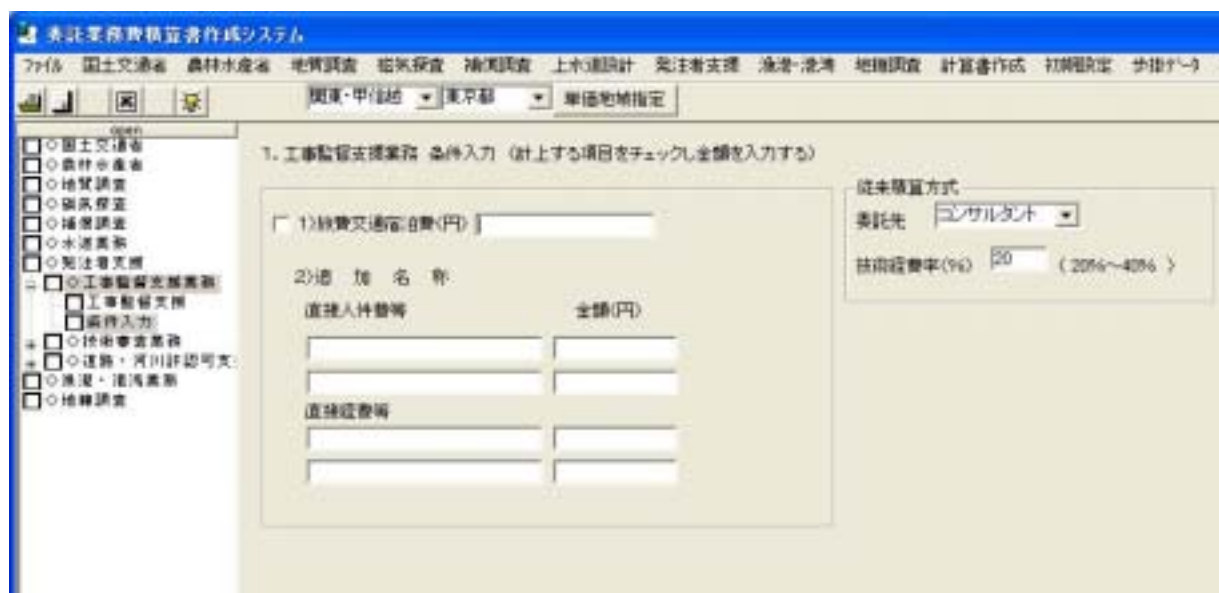 委託業務費積算書作成システム
ファイル 国土交通省 農林水産省 地質調査 磁気探査 補償調査 上水道設計 発注者支援 漁港・港湾 地籍調査 計算書作成 初期設定 歩掛データ
関東・甲信越 東京都 単価地域指定
open
◇国土交通省
◇農林水産省
◇地質調査
◇磁気探査
◇補償調査
◇水道業務
◇発注者支援
◇工事監督支援業務
工事監督支援
条件入力
◇技術審査業務
◇道路・河川許認可支
◇漁港・港湾業務
◇地籍調査
1. 工事監督支援業務 条件入力 (計上する項目をチェックし金額を入力する)
1)旅費交通宿泊費(円)
2)追 加 名 称
直接人件費等 金額(円)
直接経費等
従来積算方式
委託先 コンサルタント
技術経費率(%) 20 ( 20%~40% )